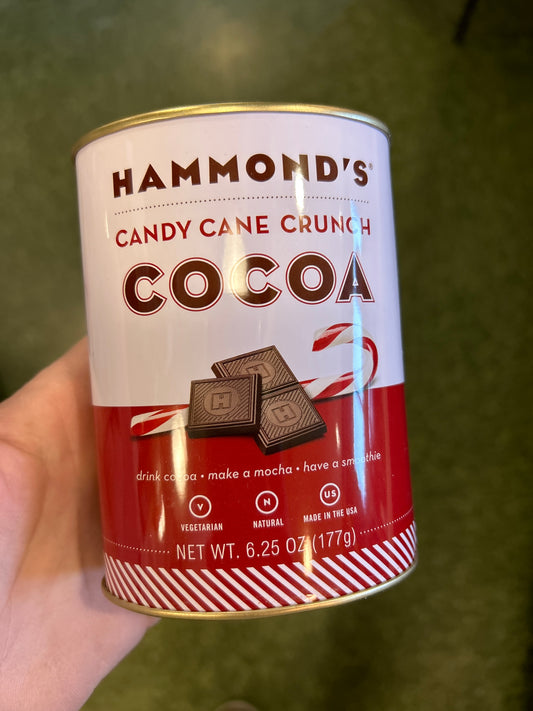 HAMMOND'S®
CANDY CANE CRUNCH
COCOA
H
H
drink cocoa • make a mocha • have a smoothie
V N US
VEGETARIAN NATURAL MADE IN THE USA
NET WT. 6.25 OZ (177g)